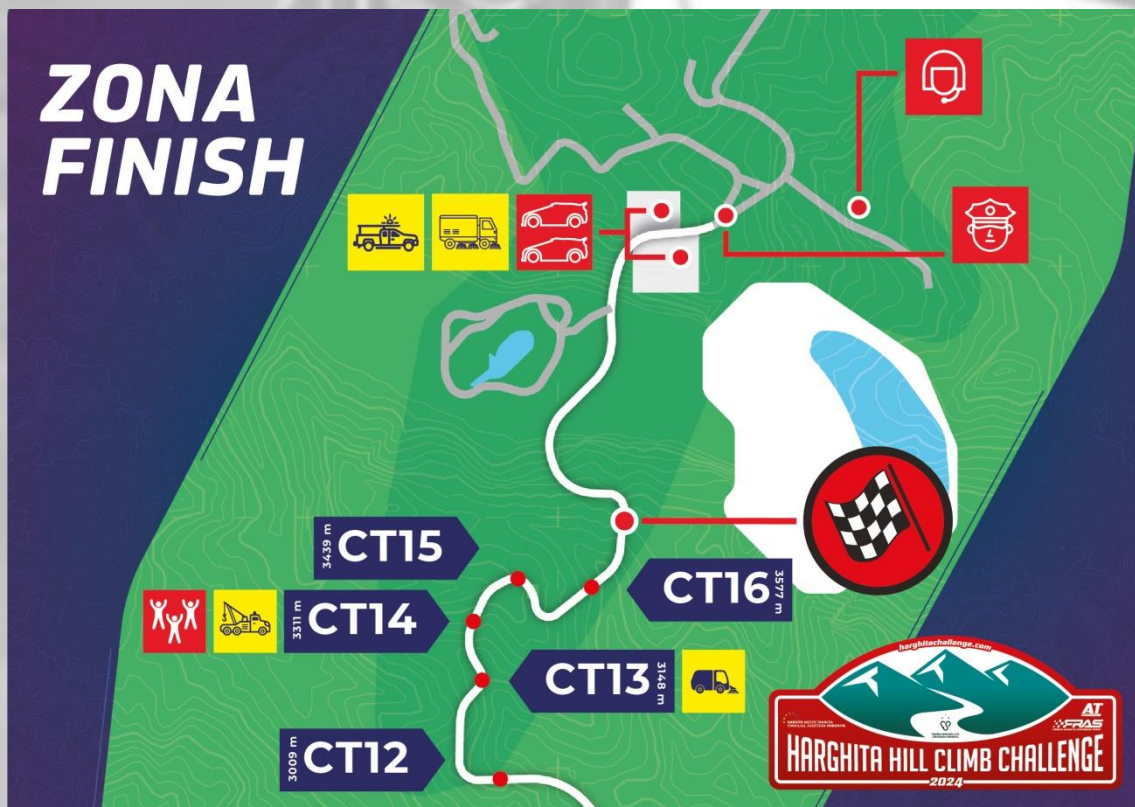 ZONA
FINISH
CT15
3439 m
CT16
3577 m
CT14
3311 m
CT13
3148 m
CT12
3009 m
harghitachallenge.com
AT
FRAS
HARGHITA HILL CLIMB CHALLENGE
2024